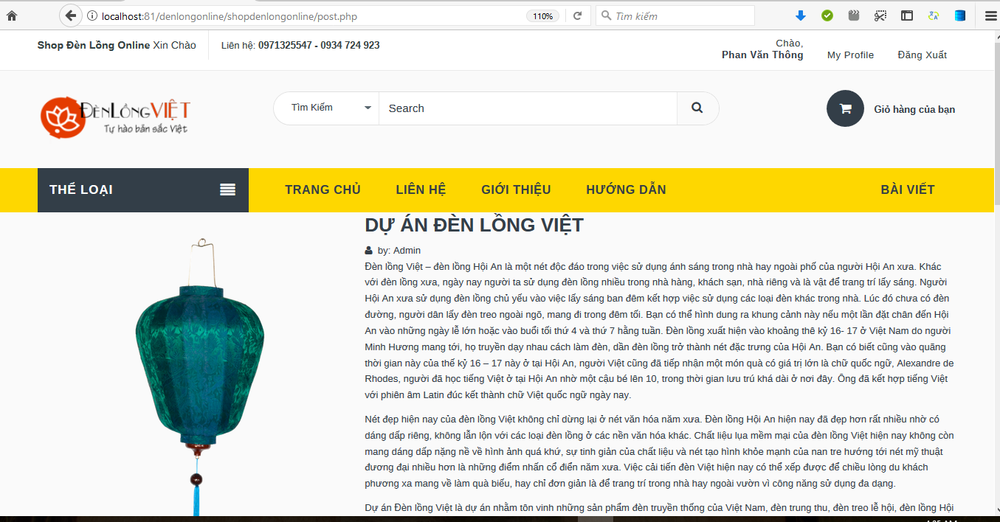 localhost:81/denlongonline/shopdenlongonline/post.php
110%
Tìm kiếm
Shop Đèn Lồng Online Xin Chào
Liên hệ: 0971325547 - 0934 724 923
Chào,
Phan Văn Thông
My Profile
Đăng Xuất
ĐÈNLỒNGVIỆT
Tự hào bản sắc Việt
Tìm Kiếm
Search
Giỏ hàng của bạn
THỂ LOẠI
TRANG CHỦ
LIÊN HỆ
GIỚI THIỆU
HƯỚNG DẪN
BÀI VIẾT
DỰ ÁN ĐÈN LỒNG VIỆT
by: Admin
Đèn lồng Việt – đèn lồng Hội An là một nét độc đáo trong việc sử dụng ánh sáng trong nhà hay ngoài phố của người Hội An xưa. Khác
với đèn lồng xưa, ngày nay người ta sử dụng đèn lồng nhiều trong nhà hàng, khách sạn, nhà riêng và là vật để trang trí lấy sáng. Người
Hội An xưa sử dụng đèn lồng chủ yếu vào việc lấy sáng ban đêm kết hợp việc sử dụng các loại đèn khác trong nhà. Lúc đó chưa có đèn
đường, người dân lấy đèn treo ngoài ngõ, mang đi trong đêm tối. Bạn có thể hình dung ra khung cảnh này nếu một lần đặt chân đến Hội
An vào những ngày lễ lớn hoặc vào buổi tối thứ 4 và thứ 7 hằng tuần. Đèn lồng xuất hiện vào khoảng thê kỷ 16- 17 ở Việt Nam do người
Minh Hương mang tới, họ truyền dạy nhau cách làm đèn, dần đèn lồng trở thành nét đặc trưng của Hội An. Bạn có biết cũng vào quãng
thời gian này của thế kỷ 16 – 17 này ở tại Hội An, người Việt cũng đã tiếp nhận một món quà có giá trị lớn là chữ quốc ngữ, Alexandre de
Rhodes, người đã học tiếng Việt ở tại Hội An nhờ một cậu bé lên 10, trong thời gian lưu trú khá dài ở nơi đây. Ông đã kết hợp tiếng Việt
với phiên âm Latin đúc kết thành chữ Việt quốc ngữ ngày nay.
Nét đẹp hiện nay của đèn lồng Việt không chỉ dừng lại ở nét văn hóa năm xưa. Đèn lồng Hội An hiện nay đã đẹp hơn rất nhiều nhờ có
dáng dấp riêng, không lẫn lộn với các loại đèn lồng ở các nền văn hóa khác. Chất liệu lụa mềm mại của đèn lồng Việt hiện nay không còn
mang dáng dấp nặng nề về hình ảnh quá khứ, sự tinh giản của chất liệu và nét tạo hình khỏe mạnh của nan tre hướng tới nét mỹ thuật
đương đại nhiều hơn là những điểm nhấn cổ điển năm xưa. Việc cải tiến đèn Việt hiện nay có thể xếp được để chiều lòng du khách
phương xa mang về làm quà biếu, hay chỉ đơn giản là để trang trí trong nhà hay ngoài vườn vì công năng sử dụng đa dạng.
Dự án Đèn lồng Việt là dự án nhằm tôn vinh những sản phẩm đèn truyền thống của Việt Nam, đèn trung thu, đèn treo lễ hội, đèn lồng Hội